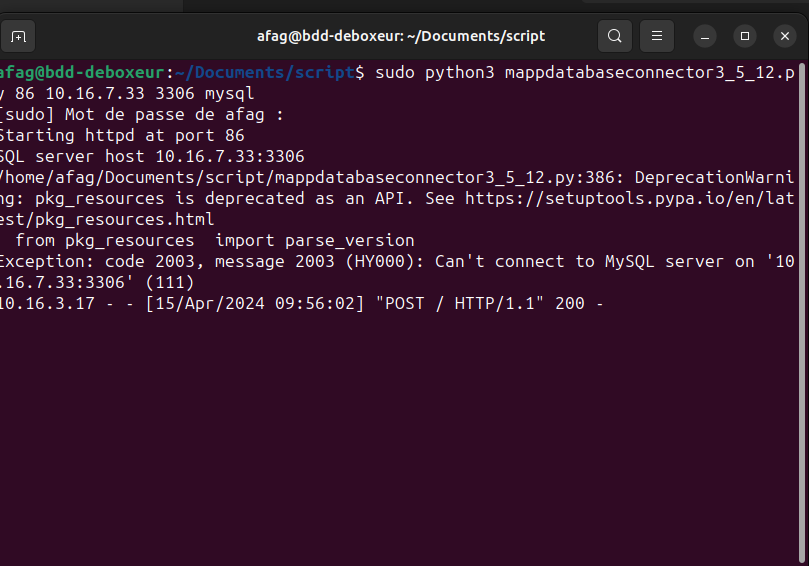 afag@bdd-deboxeur: ~/Documents/script
afag@bdd-deboxeur:~/Documents/script$ sudo python3 mappdatabaseconnector3_5_12.p
y 86 10.16.7.33 3306 mysql
[sudo] Mot de passe de afag :
Starting httpd at port 86
SQL server host 10.16.7.33:3306
/home/afag/Documents/script/mappdatabaseconnector3_5_12.py:386: DeprecationWarni
ng: pkg_resources is deprecated as an API. See https://setuptools.pypa.io/en/lat
est/pkg_resources.html
  from pkg_resources  import parse_version
Exception: code 2003, message 2003 (HY000): Can't connect to MySQL server on '10
.16.7.33:3306' (111)
10.16.3.17 - - [15/Apr/2024 09:56:02] "POST / HTTP/1.1" 200 -